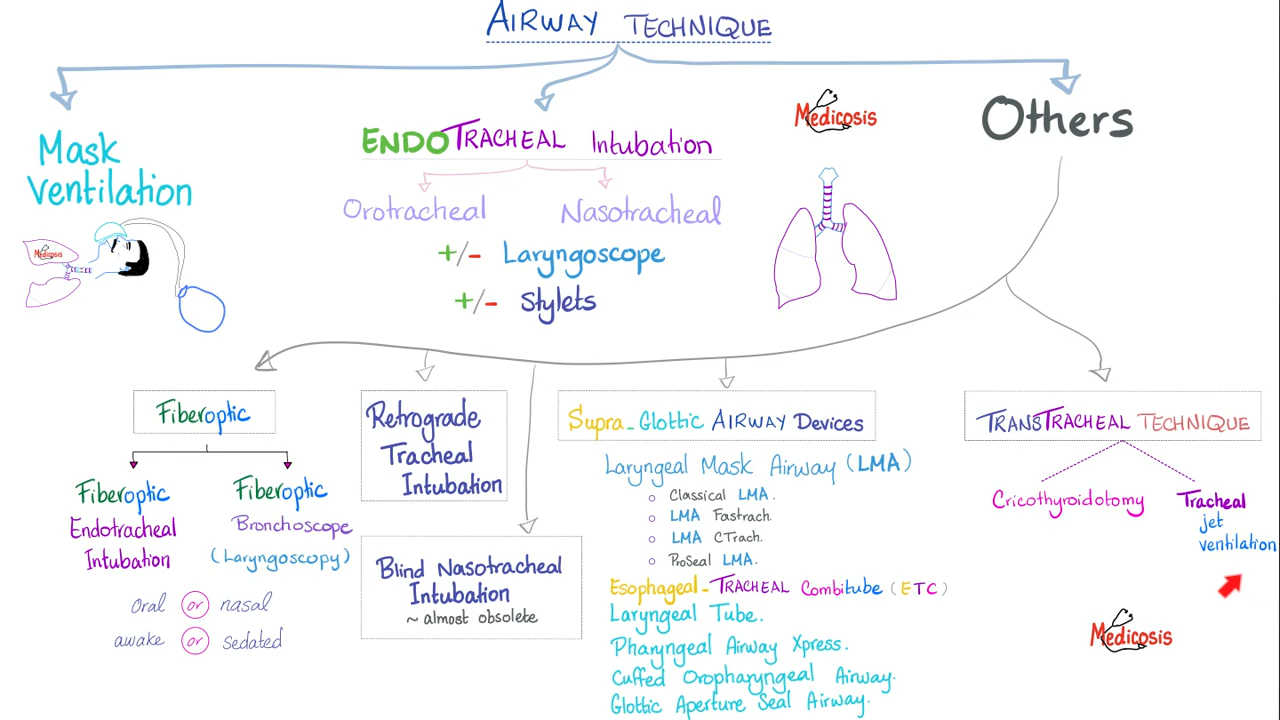 AIRWAY TECHNIQUE
Mask
VENTILATION
Medicosis
ENDOTRACHEAL Intubation
Orotracheal
Nasotracheal
+/- Laryngoscope
+/- Stylets
Medicosis
Others
Fiberoptic
Fiberoptic
Endotracheal
Intubation
Fiberoptic
Bronchoscope
(Laryngoscopy)
Oral or nasal
awake or sedated
Retrograde
Tracheal
Intubation
Blind Nasotracheal
Intubation
~ almost obsolete
Supra-Glottic AIRWAY Devices
Laryngeal Mask Airway (LMA)
Classical LMA.
LMA Fastrach.
LMA CTrach.
ProSeal LMA.
Esophageal-TRACHEAL Combitube (ETC)
Laryngeal Tube.
Pharyngeal Airway Xpress.
Cuffed Oropharyngeal Airway.
Glottic Aperture Seal Airway.
TRANSTRACHEAL TECHNIQUE
Cricothyroidotomy
Tracheal
jet
ventilation
Medicosis